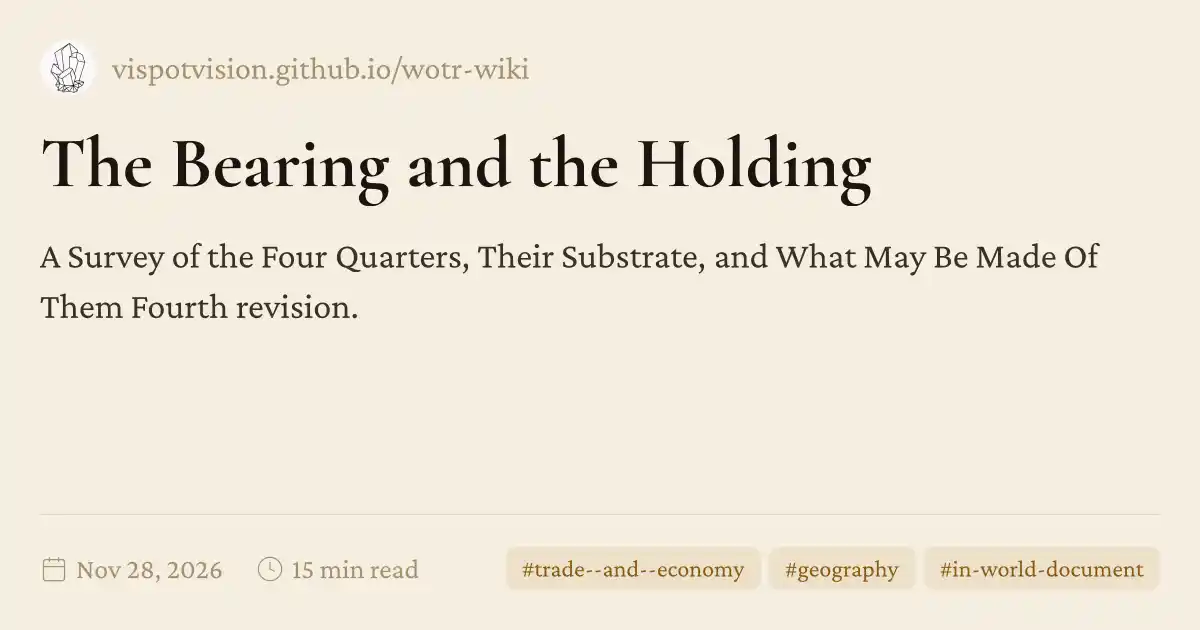 vispotvision.github.io/wotr-wiki
The Bearing and the Holding
A Survey of the Four Quarters, Their Substrate, and What May Be Made Of
Them Fourth revision.
Nov 28, 2026 15 min read #trade--and--economy #geography #in-world-document